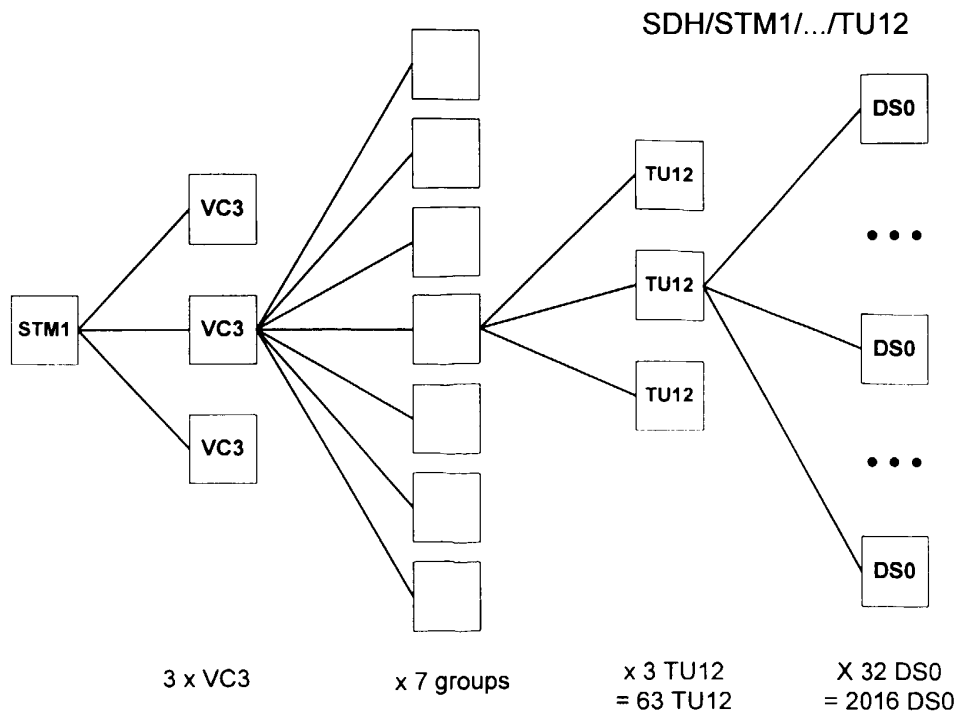 SDH/STM1/.../TU12
DS0
TU12
VC3
• • •
TU12
STM1
VC3
DS0
TU12
VC3
• • •
DS0
3 x VC3
x 7 groups
x 3 TU12
= 63 TU12
X 32 DS0
= 2016 DS0